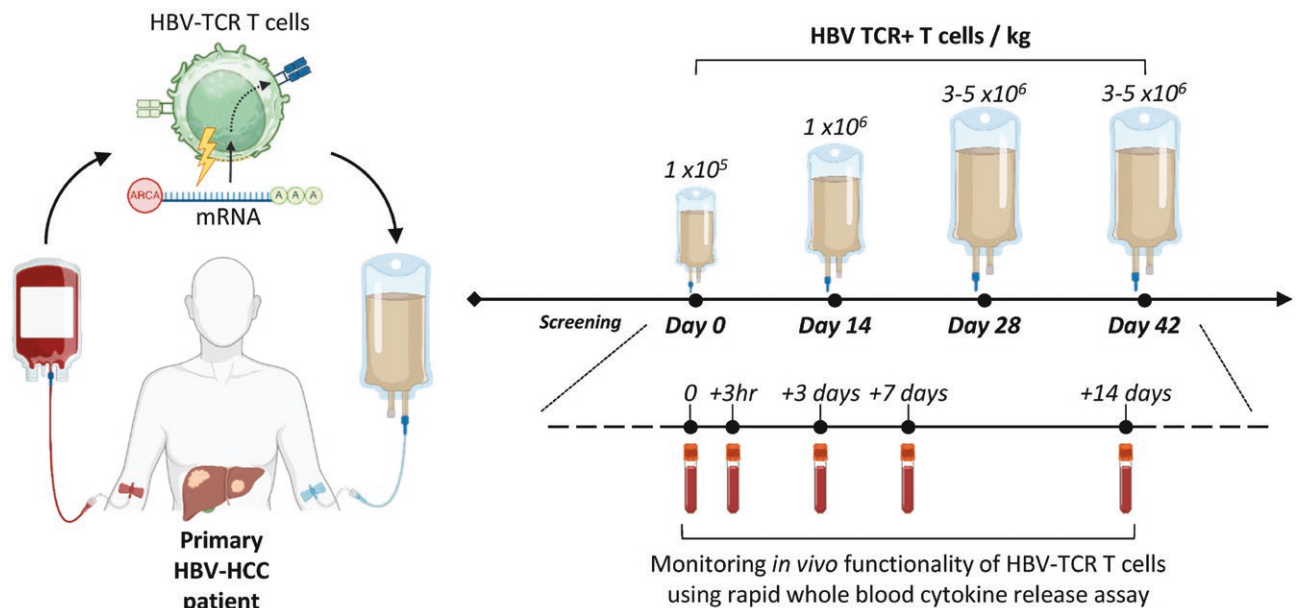 HBV-TCR T cells
ARCA
A A A
mRNA
Primary
HBV-HCC
patient
HBV TCR+ T cells / kg
1 x10⁵
1 x10⁶
3-5 x10⁶
3-5 x10⁶
Screening
Day 0
Day 14
Day 28
Day 42
0
+3hr
+3 days
+7 days
+14 days
Monitoring in vivo functionality of HBV-TCR T cells
using rapid whole blood cytokine release assay